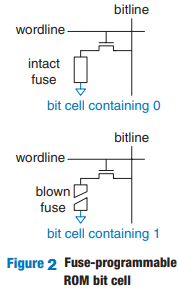 bitline
wordline
intact
fuse
bit cell containing 0
bitline
wordline
blown
fuse
bit cell containing 1
Figure 2 Fuse-programmable
ROM bit cell